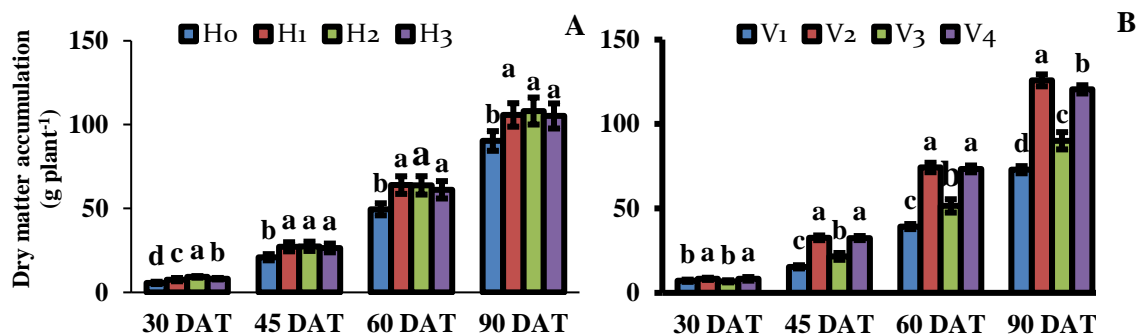 Dry matter accumulation
(g plant-1)
150
100
50
0
H0 H1 H2 H3
A
d c a b
b a a a
b a a a
b a a a
30 DAT 45 DAT 60 DAT 90 DAT
150
100
50
0
V1 V2 V3 V4
B
b a b a
c a b a
c a b a
d a c b
30 DAT 45 DAT 60 DAT 90 DAT